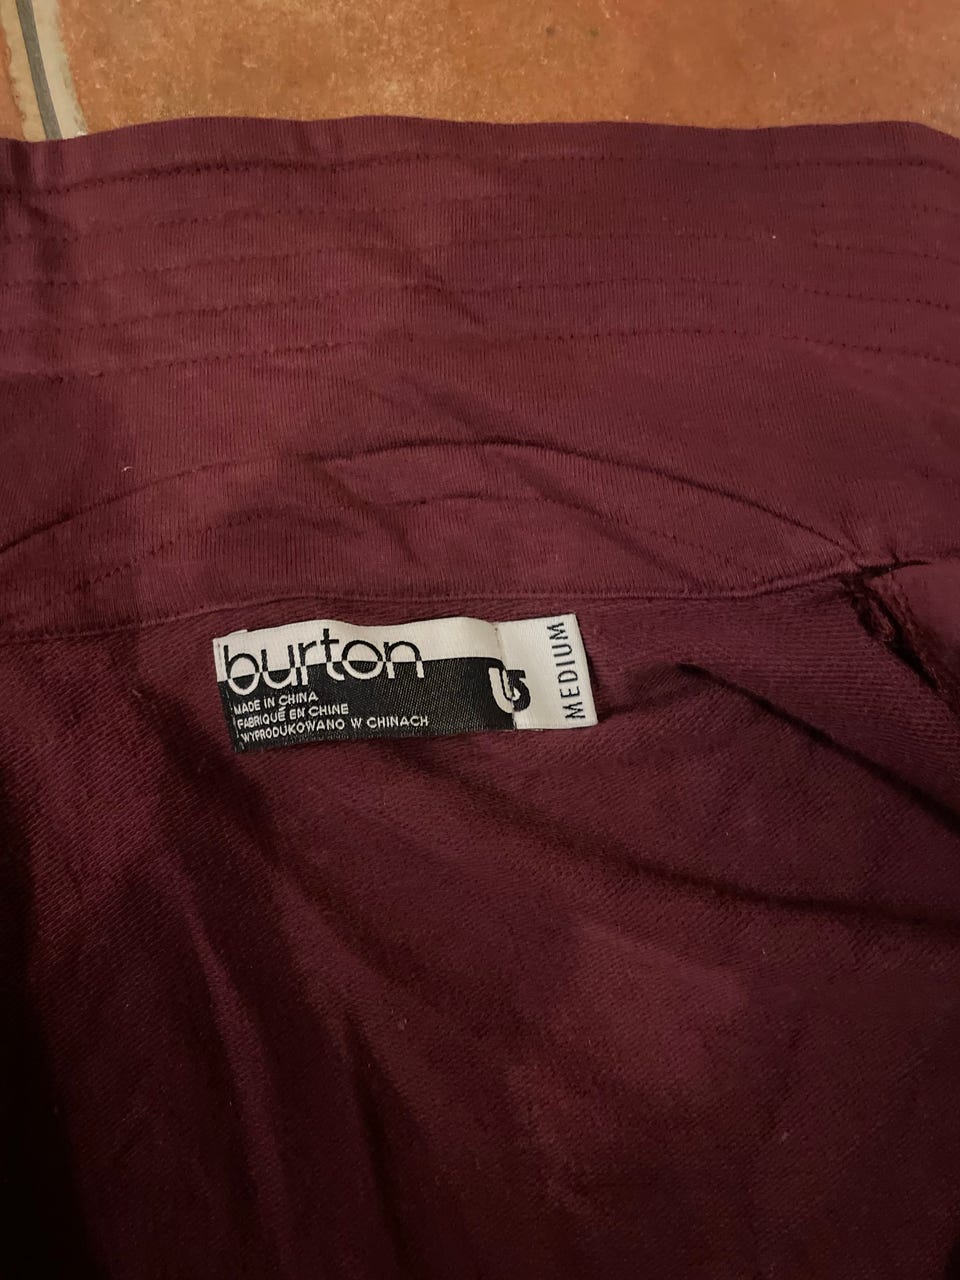 burton
MADE IN CHINA
FABRIQUÉ EN CHINE
WYPRODUKOWANO W CHINACH
MEDIUM